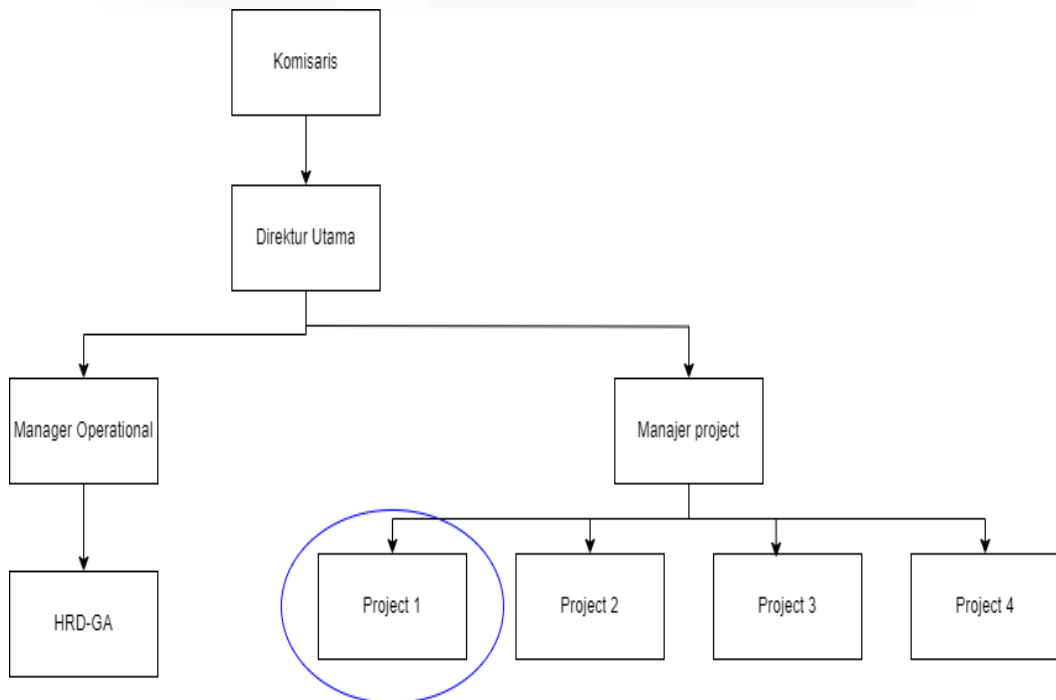 Komisaris
Direktur Utama
Manager Operational
Manajer project
HRD-GA
Project 1
Project 2
Project 3
Project 4